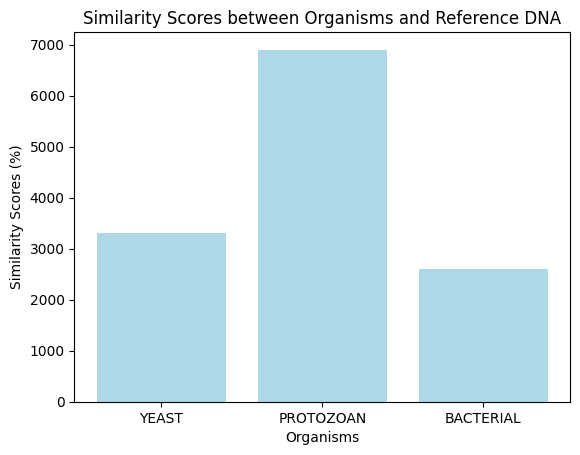 Similarity Scores between Organisms and Reference DNA
7000
6000
5000
4000
3000
2000
1000
0
Similarity Scores (%)
YEAST
PROTOZOAN
BACTERIAL
Organisms